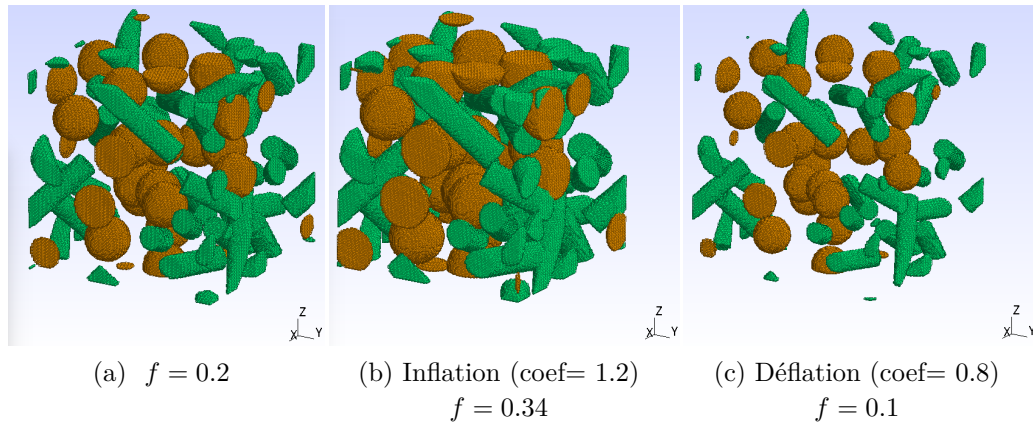 Z
X Y
Z
X Y
Z
X Y
(a) f = 0.2
(b) Inflation (coef= 1.2)
f = 0.34
(c) Déflation (coef= 0.8)
f = 0.1